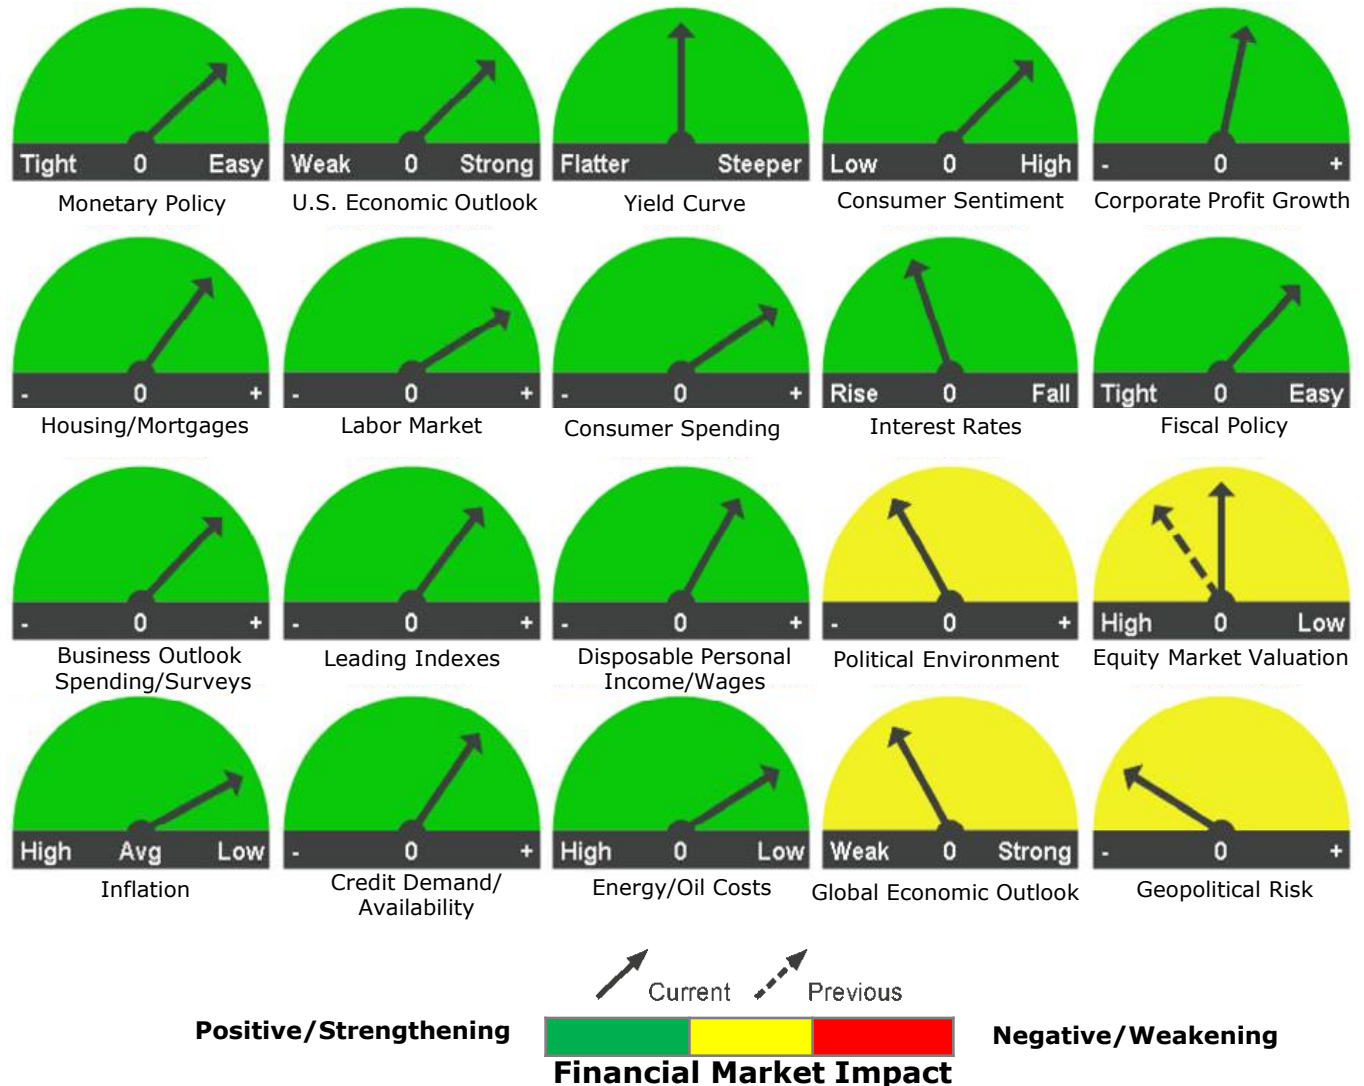 Tight 0 Easy
Weak 0 Strong
Flatter Steeper
Low 0 High
- 0 +
Monetary Policy
U.S. Economic Outlook
Yield Curve
Consumer Sentiment
Corporate Profit Growth
- 0 +
- 0 +
- 0 +
Rise 0 Fall
Tight 0 Easy
Housing/Mortgages
Labor Market
Consumer Spending
Interest Rates
Fiscal Policy
- 0 +
- 0 +
- 0 +
- 0 +
High 0 Low
Business Outlook
Spending/Surveys
Leading Indexes
Disposable Personal
Income/Wages
Political Environment
Equity Market Valuation
High Avg Low
- 0 +
High 0 Low
Weak 0 Strong
- 0 +
Inflation
Credit Demand/
Availability
Energy/Oil Costs
Global Economic Outlook
Geopolitical Risk
Current
Previous
Positive/Strengthening
Negative/Weakening
Financial Market Impact